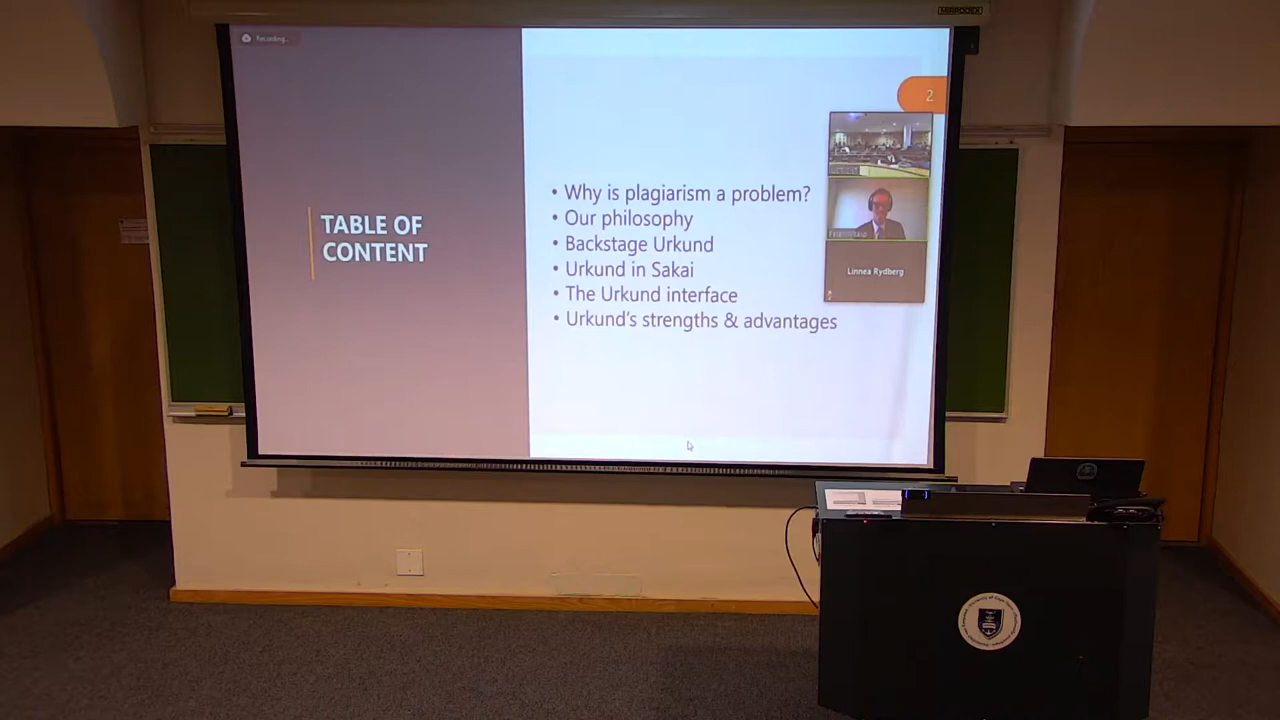 Recording...
2
TABLE OF
CONTENT
• Why is plagiarism a problem?
• Our philosophy
• Backstage Urkund
• Urkund in Sakai
• The Urkund interface
• Urkund's strengths & advantages
Linnea Rydberg